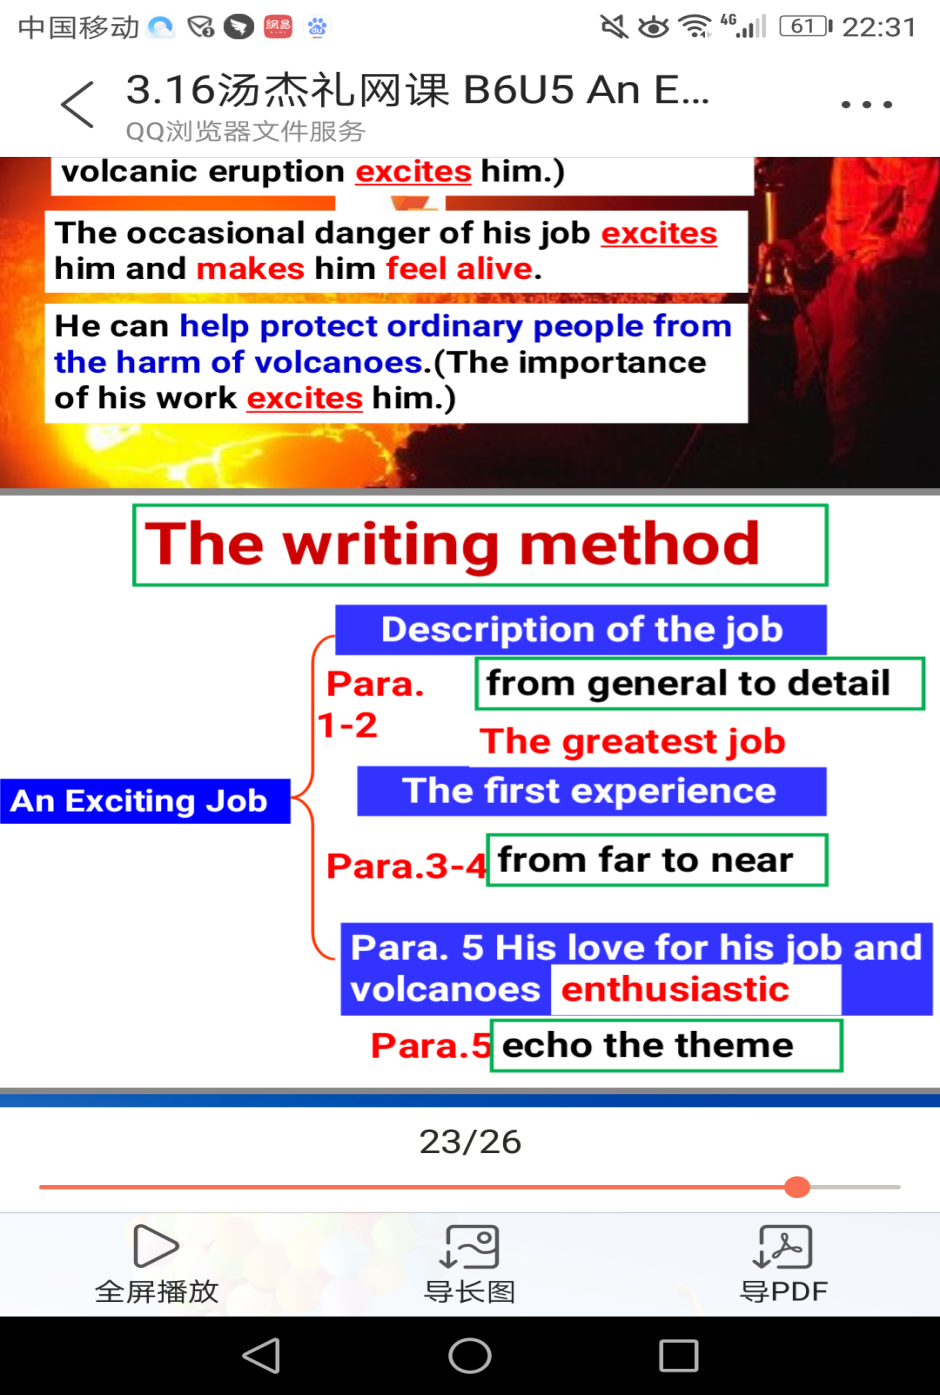 中国移动 4G 61 22:31
3.16汤杰礼网课 B6U5 An E...
QQ浏览器文件服务
volcanic eruption excites him.)
The occasional danger of his job excites
him and makes him feel alive.
He can help protect ordinary people from
the harm of volcanoes.(The importance
of his work excites him.)
The writing method
Description of the job
Para.
1-2
from general to detail
The greatest job
The first experience
An Exciting Job
Para.3-4
from far to near
Para. 5 His love for his job and
volcanoes enthusiastic
Para.5
echo the theme
23/26
全屏播放
导长图
导PDF